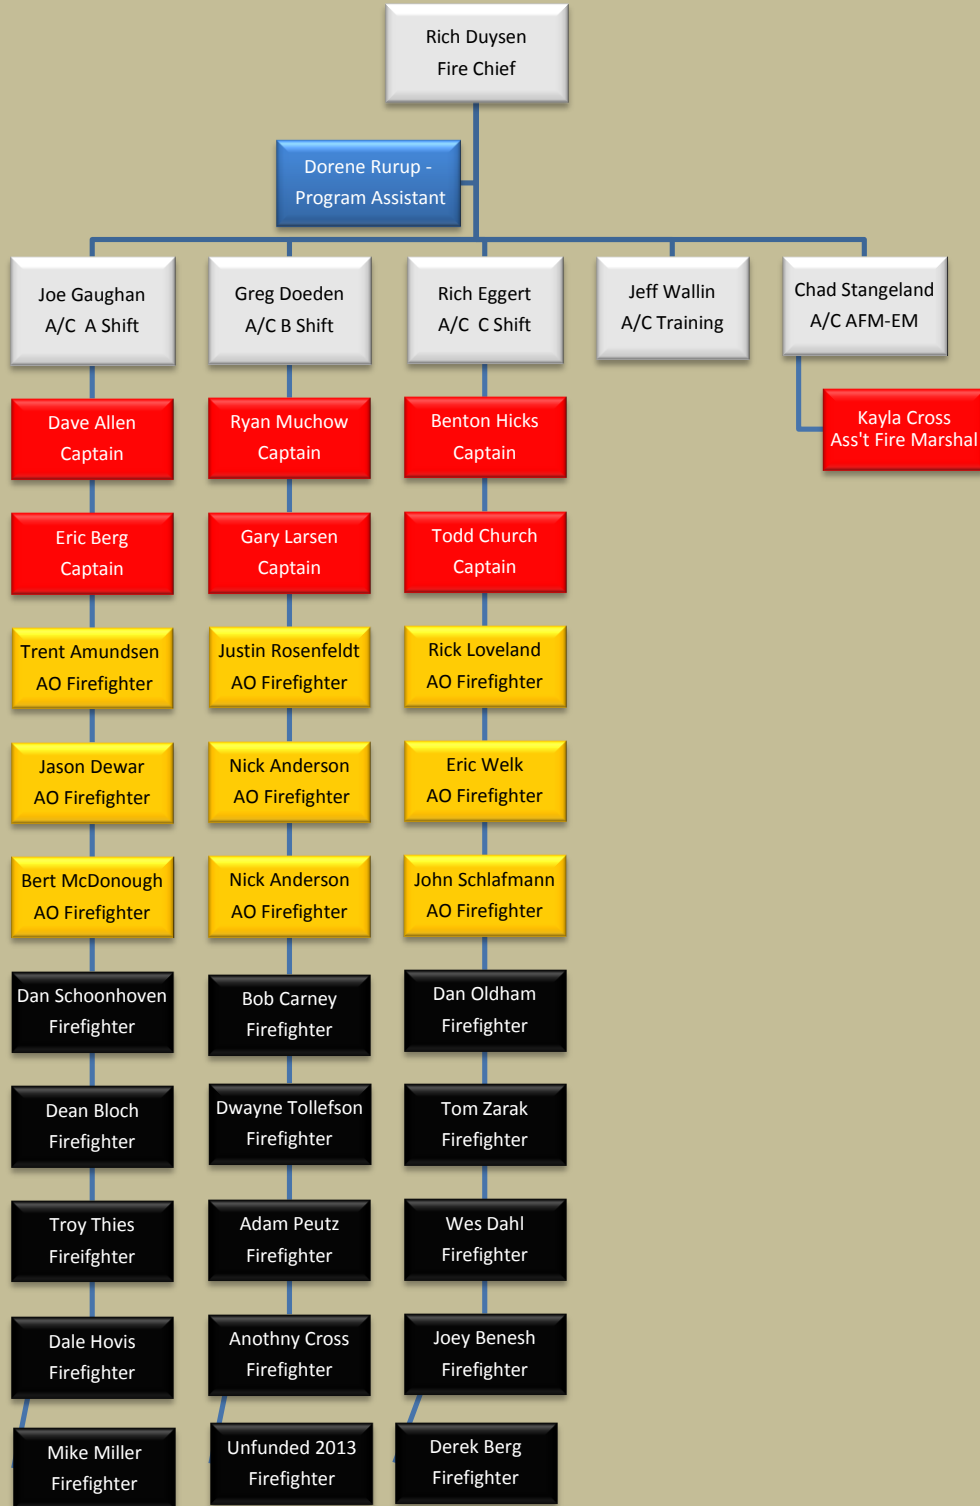 Rich Duysen
Fire Chief
Dorene Rurup -
Program Assistant
Joe Gaughan
A/C A Shift
Greg Doeden
A/C B Shift
Rich Eggert
A/C C Shift
Jeff Wallin
A/C Training
Chad Stangeland
A/C AFM-EM
Kayla Cross
Ass't Fire Marshal
Dave Allen
Captain
Ryan Muchow
Captain
Benton Hicks
Captain
Eric Berg
Captain
Gary Larsen
Captain
Todd Church
Captain
Trent Amundsen
AO Firefighter
Justin Rosenfeldt
AO Firefighter
Rick Loveland
AO Firefighter
Jason Dewar
AO Firefighter
Nick Anderson
AO Firefighter
Eric Welk
AO Firefighter
Bert McDonough
AO Firefighter
Nick Anderson
AO Firefighter
John Schlafmann
AO Firefighter
Dan Schoonhoven
Firefighter
Bob Carney
Firefighter
Dan Oldham
Firefighter
Dean Bloch
Firefighter
Dwayne Tollefson
Firefighter
Tom Zarak
Firefighter
Troy Thies
Fireifghter
Adam Peutz
Firefighter
Wes Dahl
Firefighter
Dale Hovis
Firefighter
Anothny Cross
Firefighter
Joey Benesh
Firefighter
Mike Miller
Firefighter
Unfunded 2013
Firefighter
Derek Berg
Firefighter